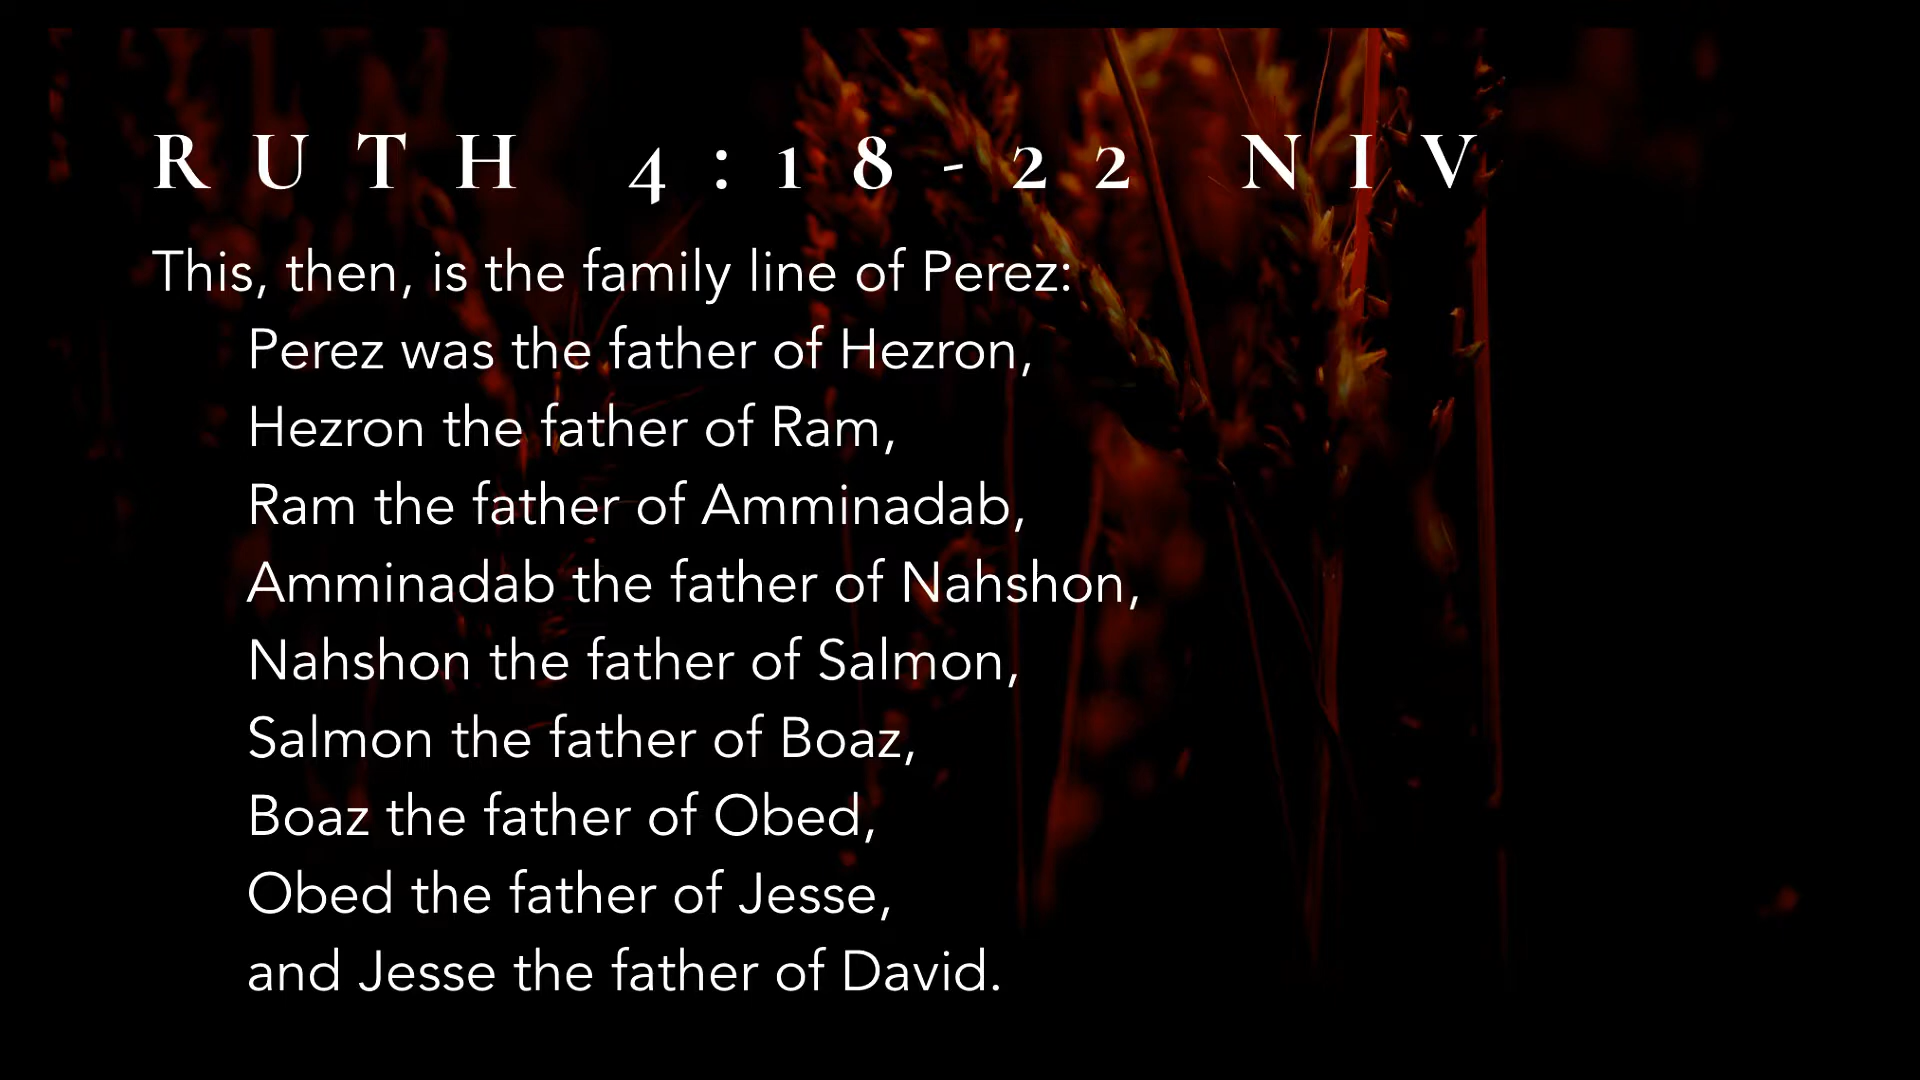 RUTH 4:18-22 NIV
This, then, is the family line of Perez:
Perez was the father of Hezron,
Hezron the father of Ram,
Ram the father of Amminadab,
Amminadab the father of Nahshon,
Nahshon the father of Salmon,
Salmon the father of Boaz,
Boaz the father of Obed,
Obed the father of Jesse,
and Jesse the father of David.